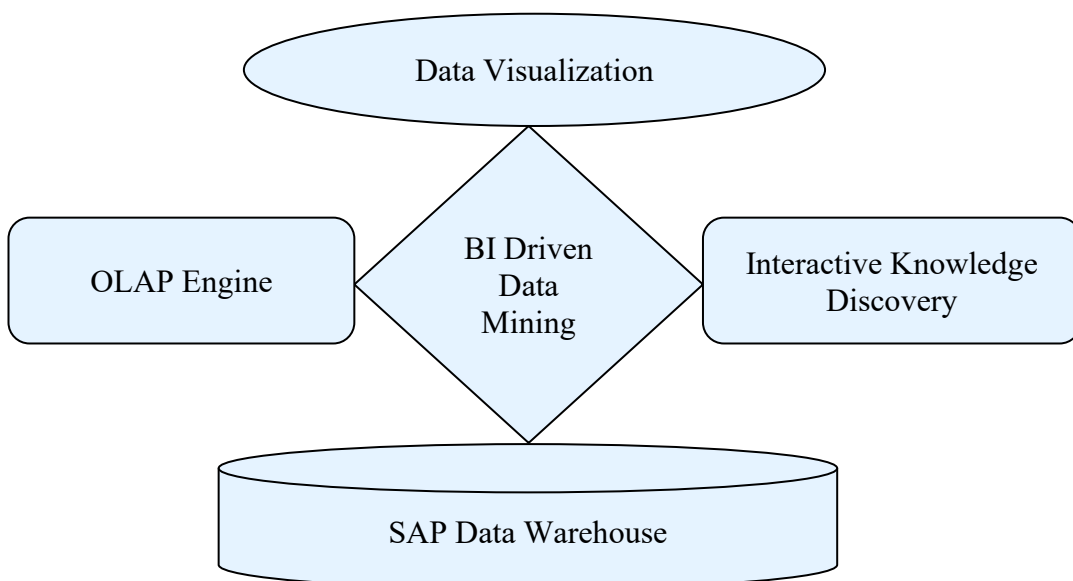 Data Visualization
OLAP Engine
BI Driven
Data
Mining
Interactive Knowledge
Discovery
SAP Data Warehouse